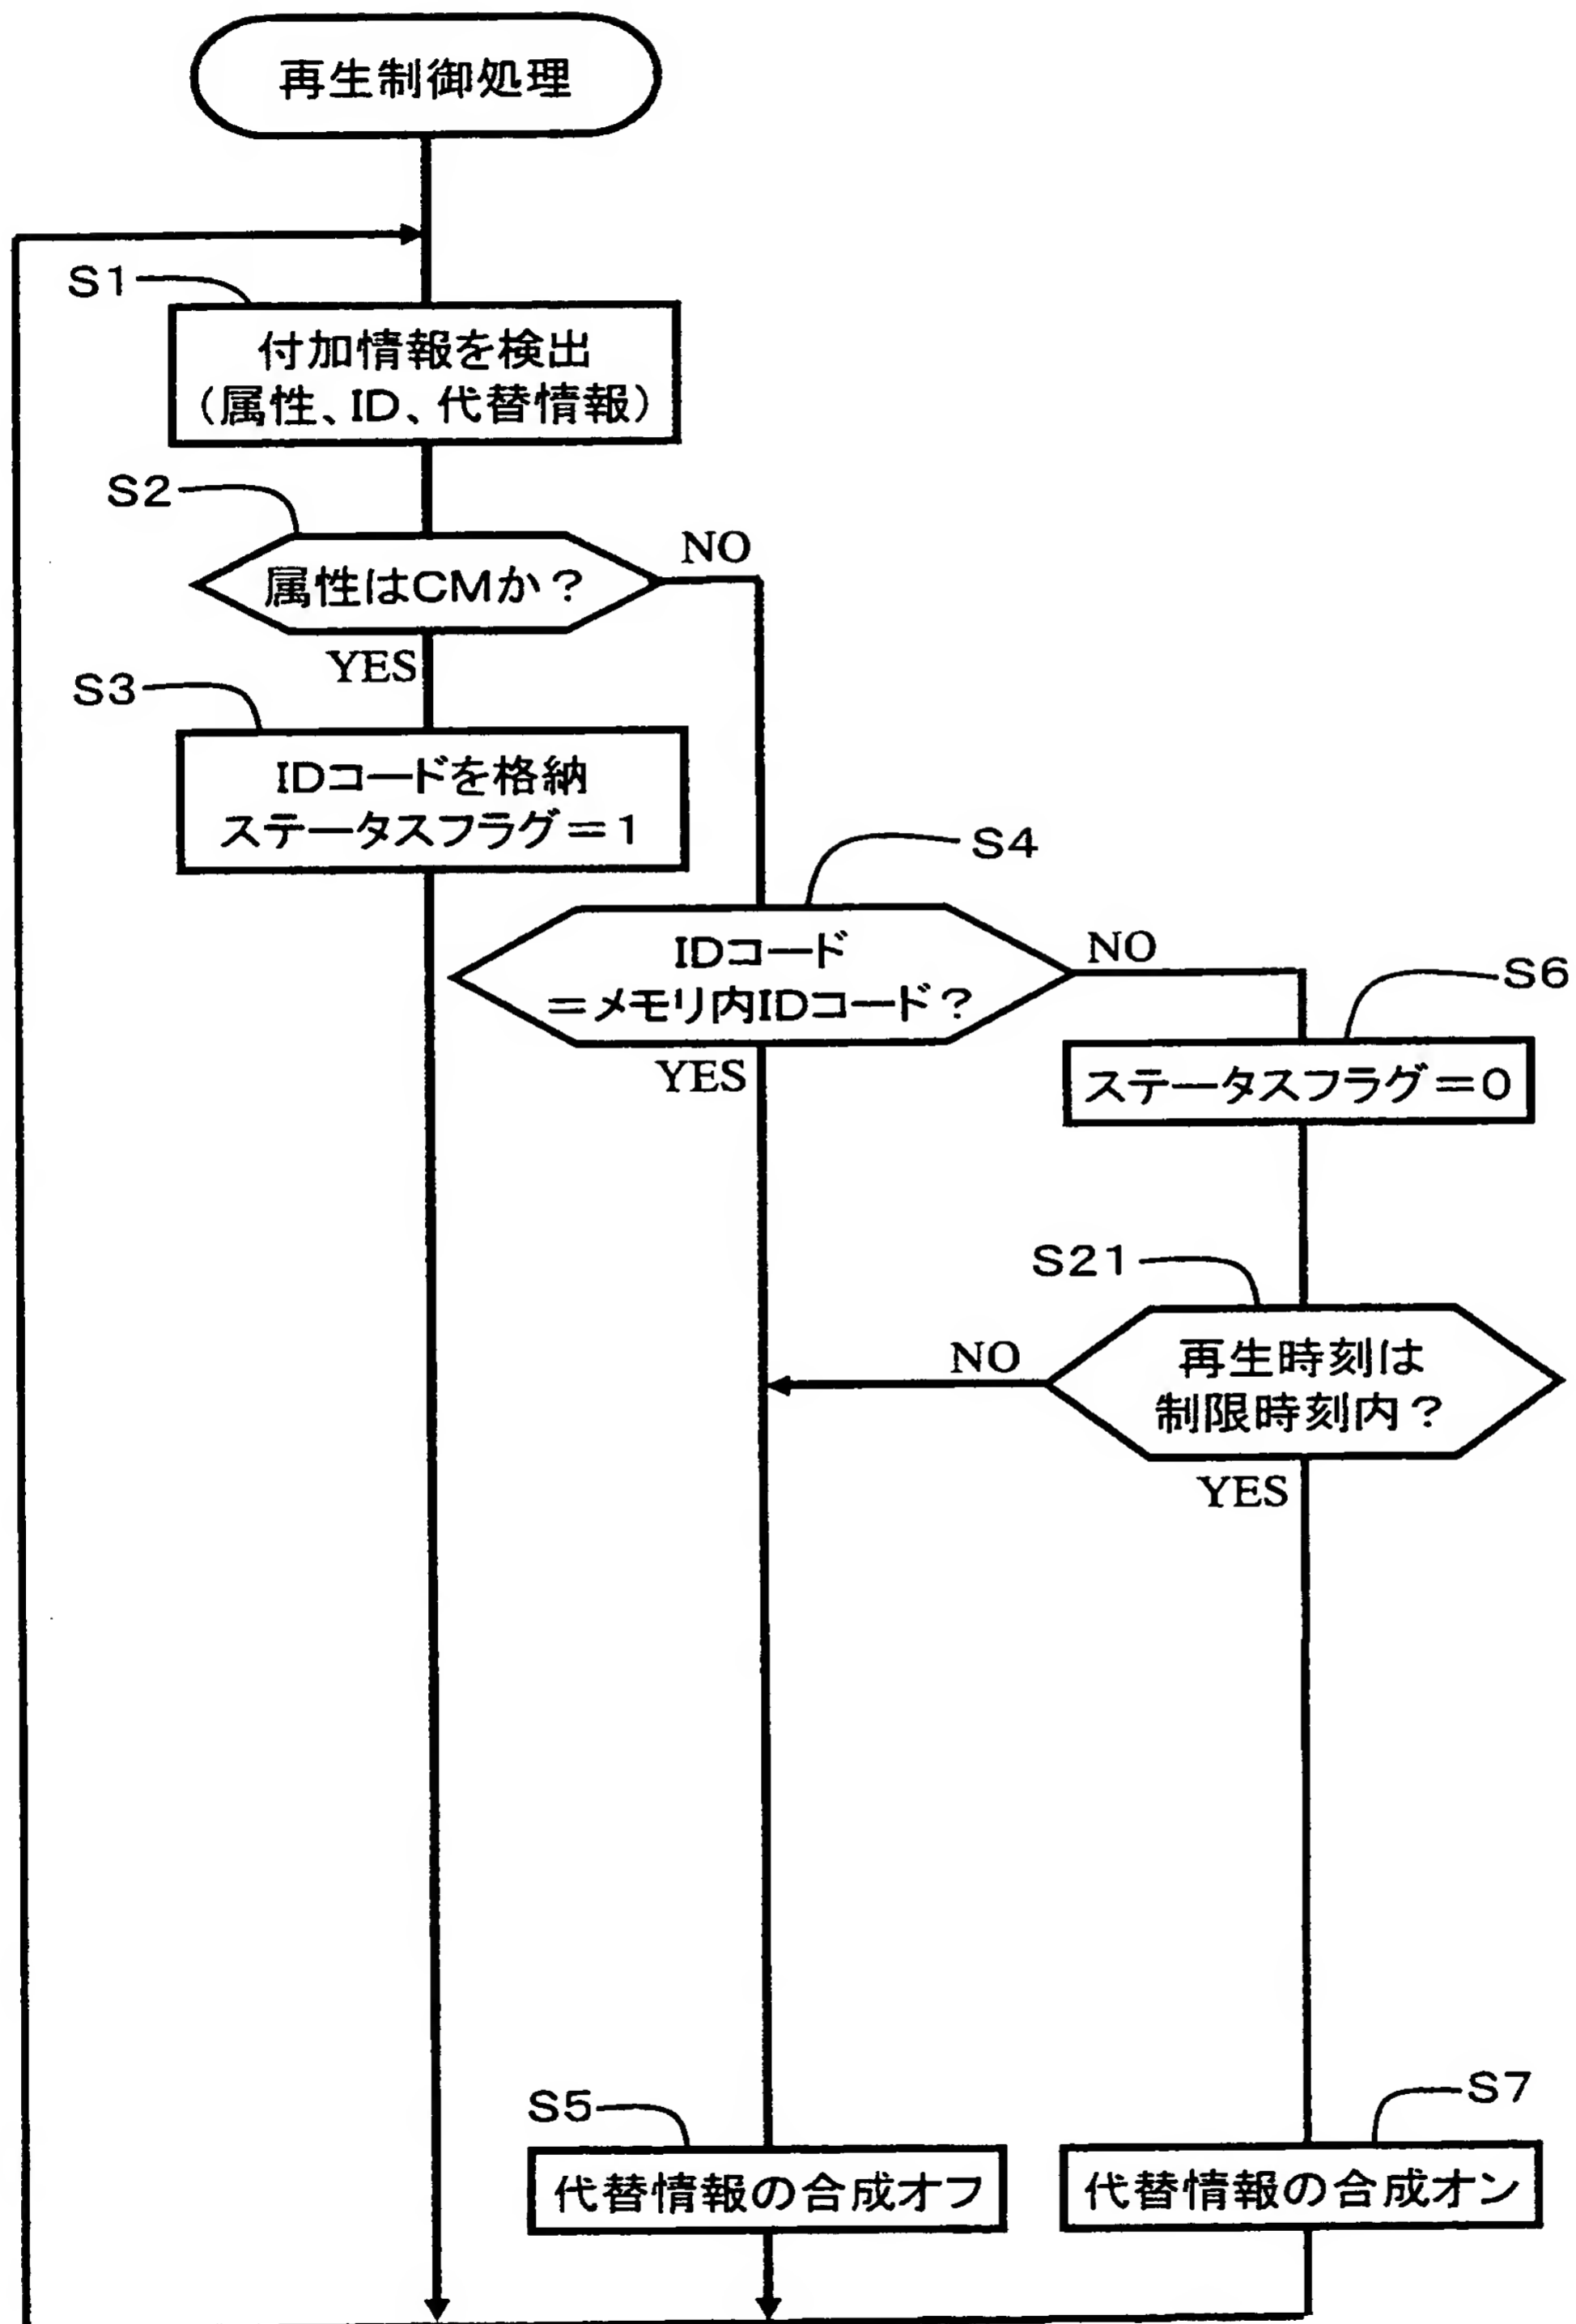 再生制御処理
S1
付加情報を検出
(属性、ID、代替情報)
S2
属性はCMか?
NO
YES
S3
IDコードを格納
ステータスフラグ=1
S4
IDコード
=メモリ内IDコード?
NO
YES
S6
ステータスフラグ=0
S21
再生時刻は
制限時刻内?
NO
YES
S5
代替情報の合成オフ
S7
代替情報の合成オン